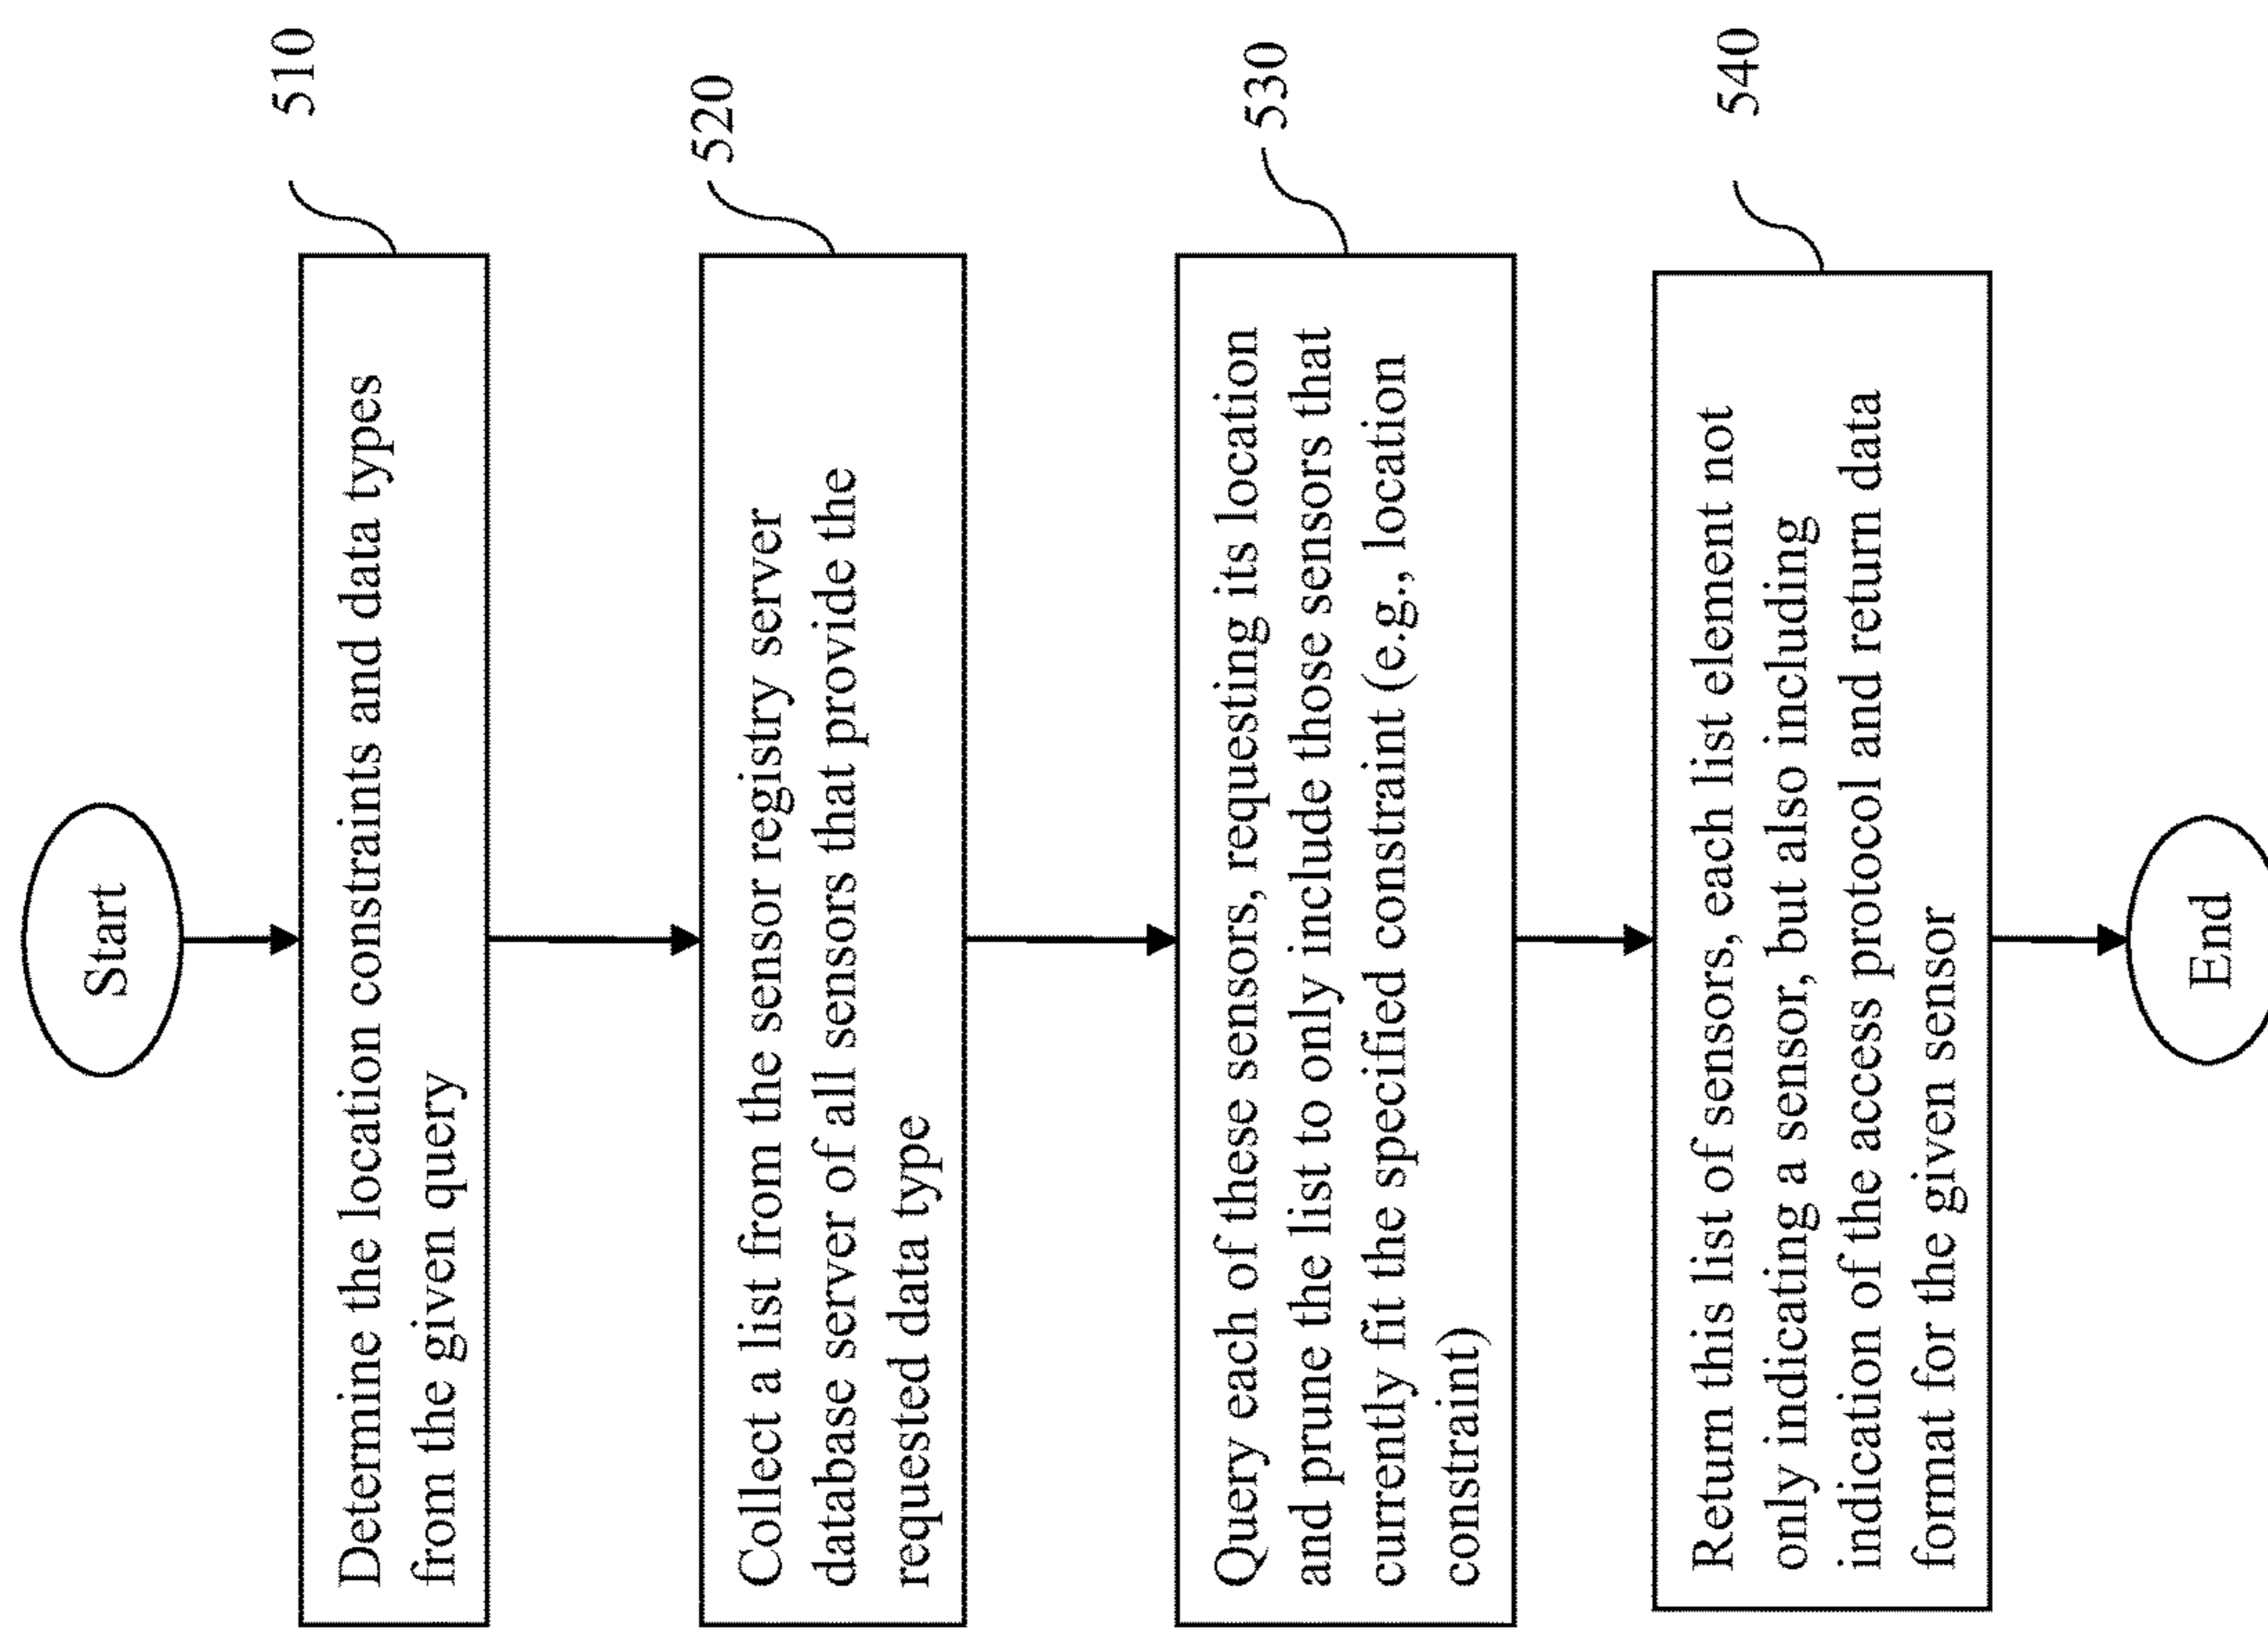 Start
510
Determine the location constraints and data types
from the given query
520
Collect a list from the sensor registry server
database server of all sensors that provide the
requested data type
530
Query each of these sensors, requesting its location
and prune the list to only include those sensors that
currently fit the specified constraint (e.g., location
constraint)
540
Return this list of sensors, each list element not
only indicating a sensor, but also including
indication of the access protocol and return data
format for the given sensor
End